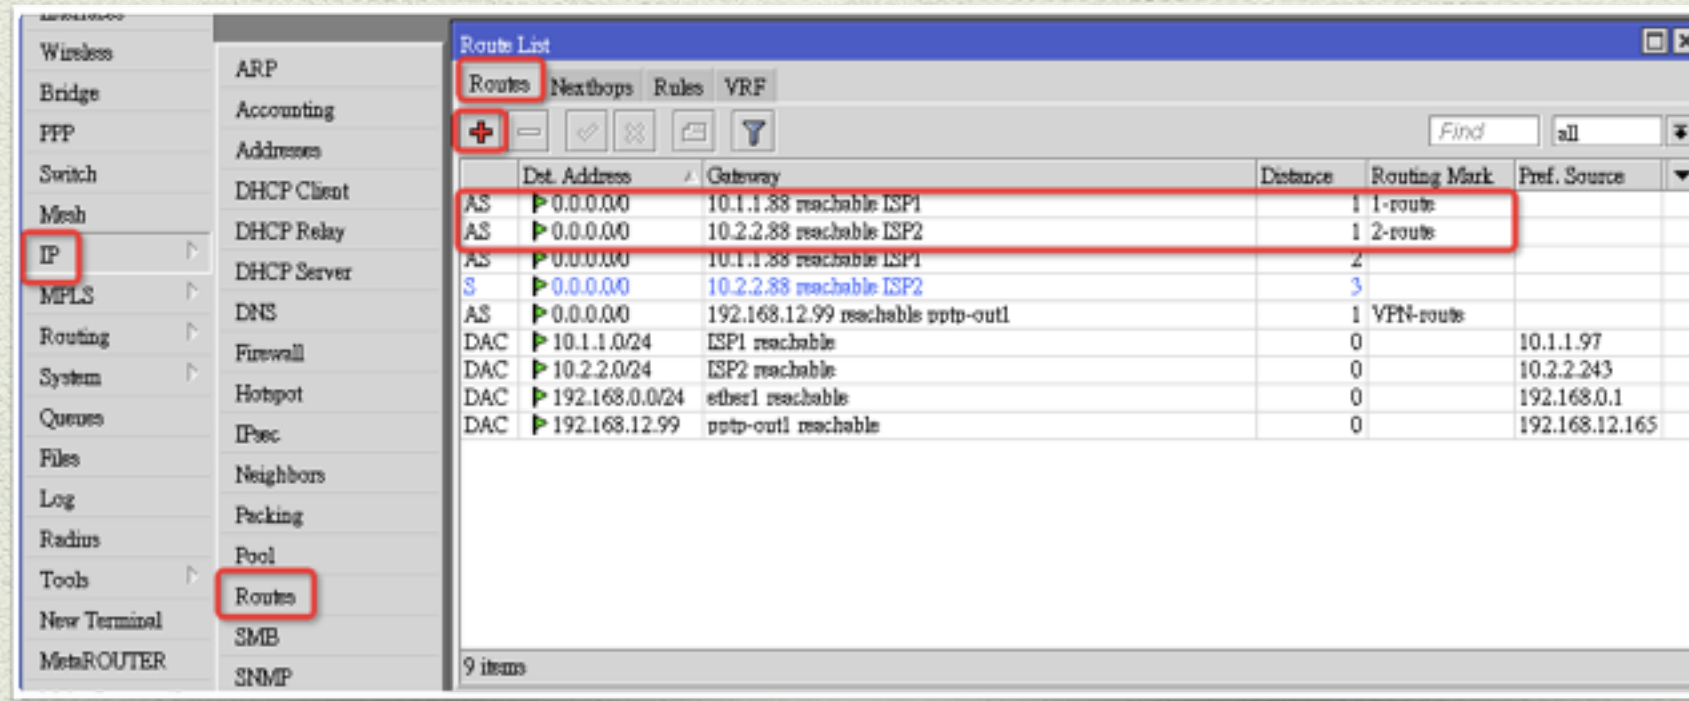 Interfaces
Wireless
Bridge
PPP
Switch
Mesh
IP
MPLS
Routing
System
Queues
Files
Log
Radius
Tools
New Terminal
MetaROUTER
ARP
Accounting
Addresses
DHCP Client
DHCP Relay
DHCP Server
DNS
Firewall
Hotspot
IPsec
Neighbors
Packing
Pool
Routes
SMB
SNMP
Route List
Routes Nexthops Rules VRF
Find all
Dst. Address Gateway Distance Routing Mark Pref. Source
AS 0.0.0.0/0 10.1.1.88 reachable ISP1 1 1-route
AS 0.0.0.0/0 10.2.2.88 reachable ISP2 1 2-route
AS 0.0.0.0/0 10.1.1.88 reachable ISP1 2
S 0.0.0.0/0 10.2.2.88 reachable ISP2 3
AS 0.0.0.0/0 192.168.12.99 reachable pptp-out1 1 VPN-route
DAC 10.1.1.0/24 ISP1 reachable 0 10.1.1.97
DAC 10.2.2.0/24 ISP2 reachable 0 10.2.2.243
DAC 192.168.0.0/24 ether1 reachable 0 192.168.0.1
DAC 192.168.12.99 pptp-out1 reachable 0 192.168.12.165
9 items